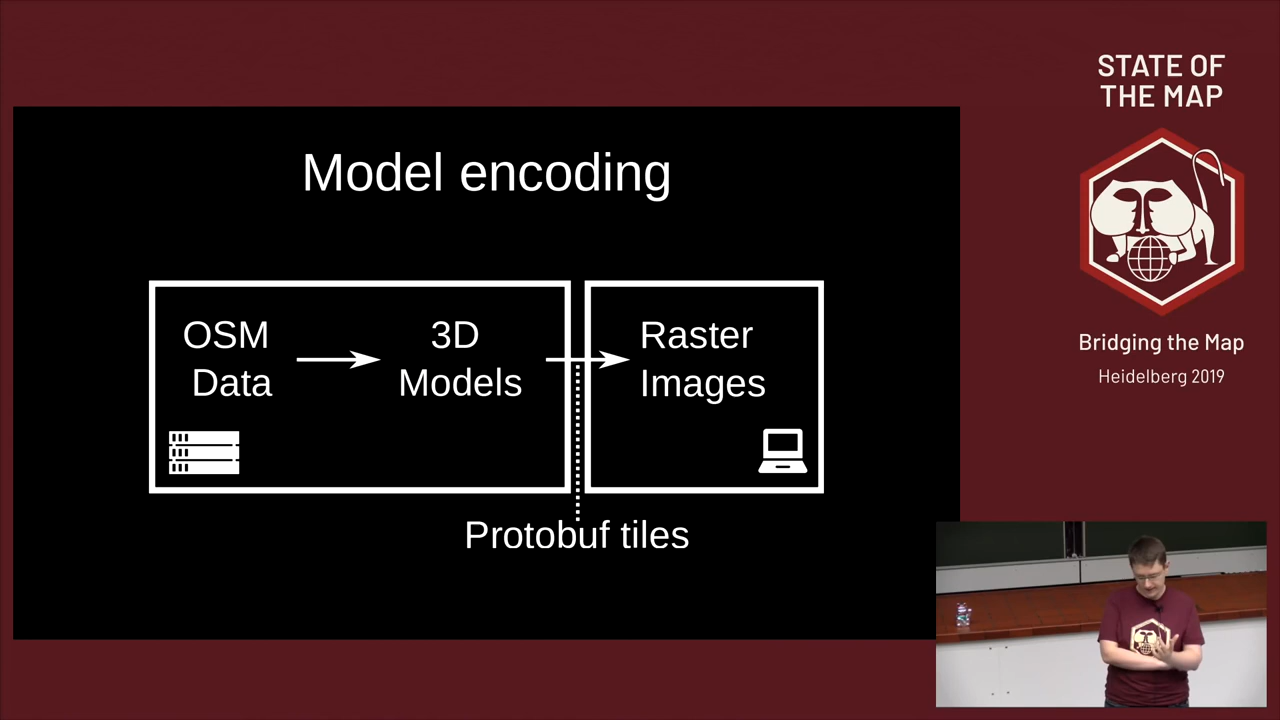 STATE OF
THE MAP
Model encoding
OSM
Data
3D
Models
Raster
Images
Protobuf tiles
Bridging the Map
Heidelberg 2019